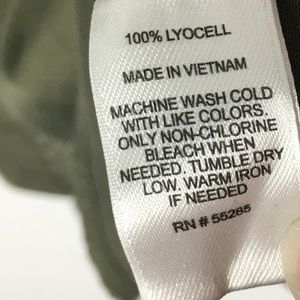 100% LYOCELL
MADE IN VIETNAM
MACHINE WASH COLD
WITH LIKE COLORS.
ONLY NON-CHLORINE
BLEACH WHEN
NEEDED. TUMBLE DRY
LOW. WARM IRON
IF NEEDED
RN # 55285